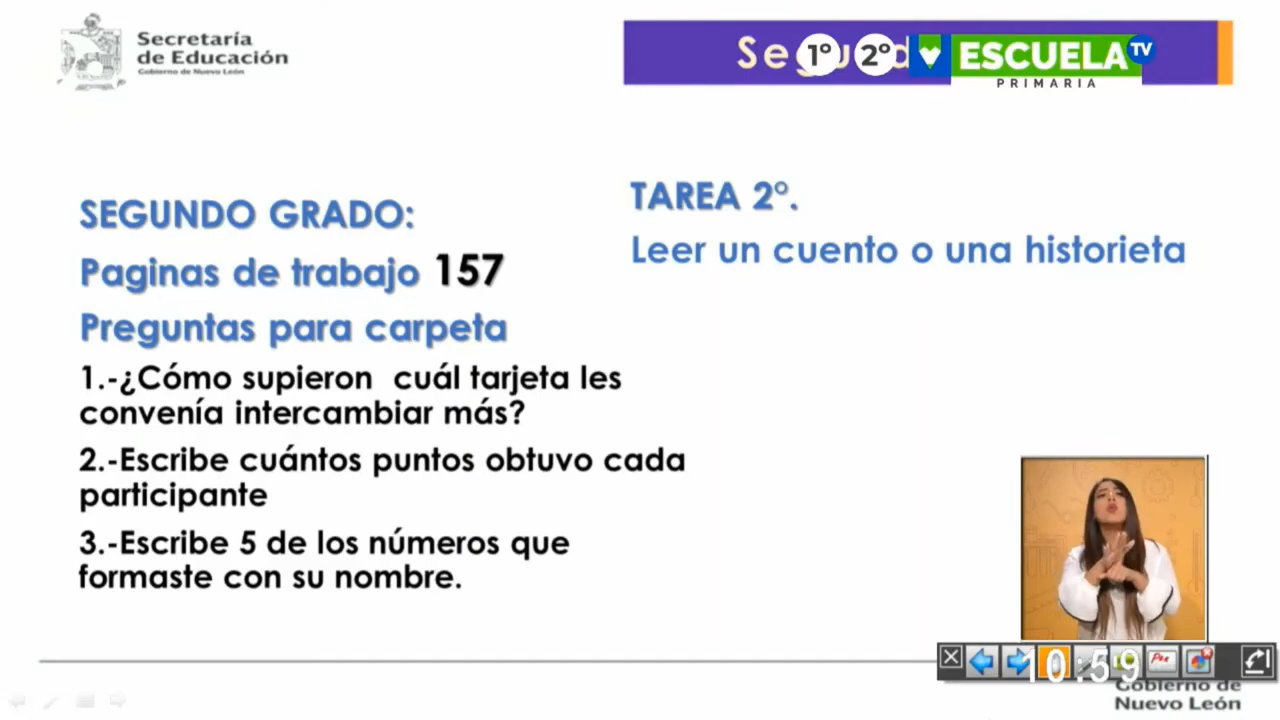 Secretaría
de Educación
Gobierno de Nuevo León
1° 2° ESCUELA TV
PRIMARIA
SEGUNDO GRADO:
Paginas de trabajo 157
Preguntas para carpeta
1.-¿Cómo supieron cuál tarjeta les
convenía intercambiar más?
2.-Escribe cuántos puntos obtuvo cada
participante
3.-Escribe 5 de los números que
formaste con su nombre.
TAREA 2°.
Leer un cuento o una historieta
10:59
Gobierno de
Nuevo León